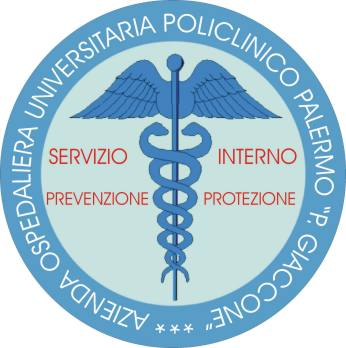 AZIENDA OSPEDALIERA UNIVERSITARIA POLICLINICO PALERMO "P. GIACCONE" ***
SERVIZIO INTERNO
PREVENZIONE PROTEZIONE